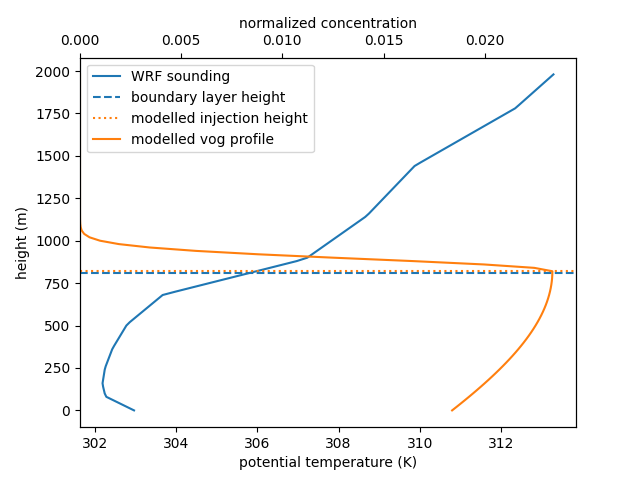 normalized concentration
0.000 0.005 0.010 0.015 0.020
WRF sounding
boundary layer height
modelled injection height
modelled vog profile
2000
1750
1500
1250
1000
750
500
250
0
height (m)
302 304 306 308 310 312
potential temperature (K)